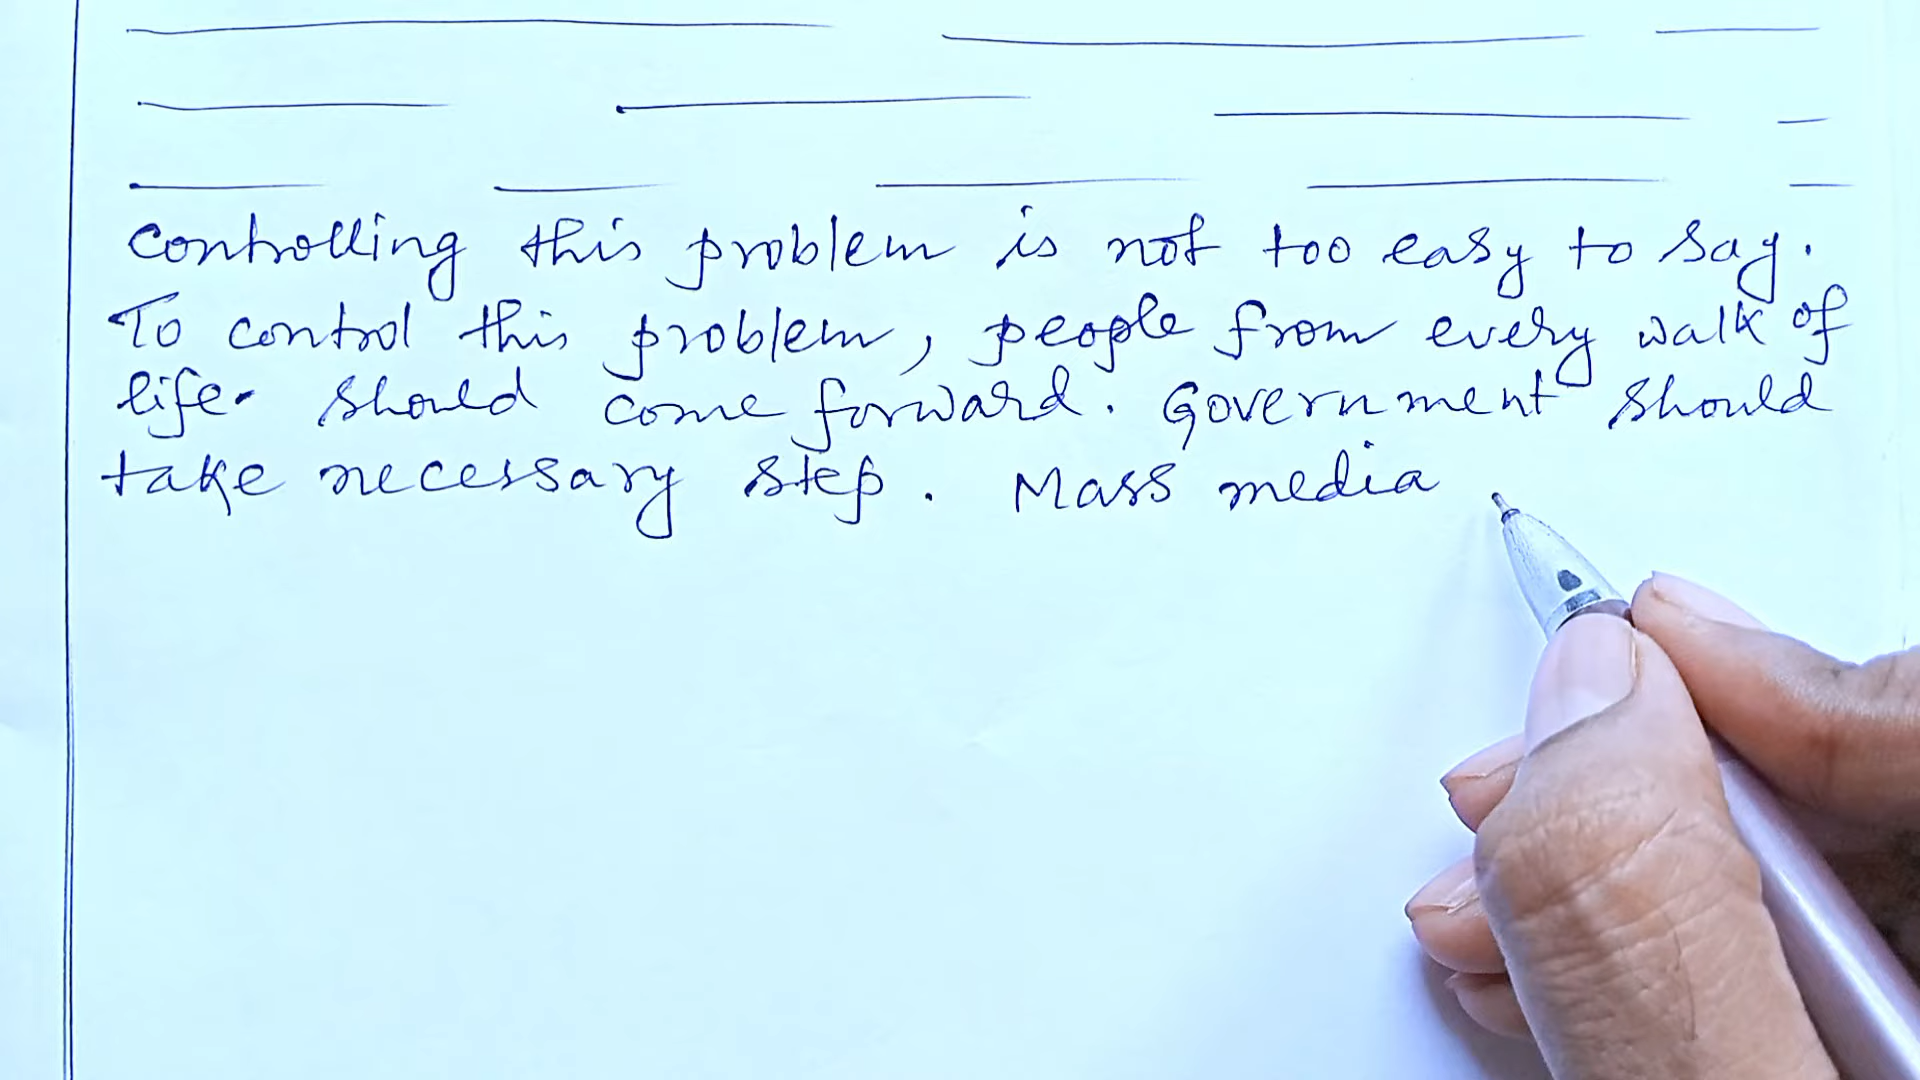 controlling this problem is not too easy to say.
To control this problem, people from every walk of
life should come forward. Government should
take necessary step. Mass media